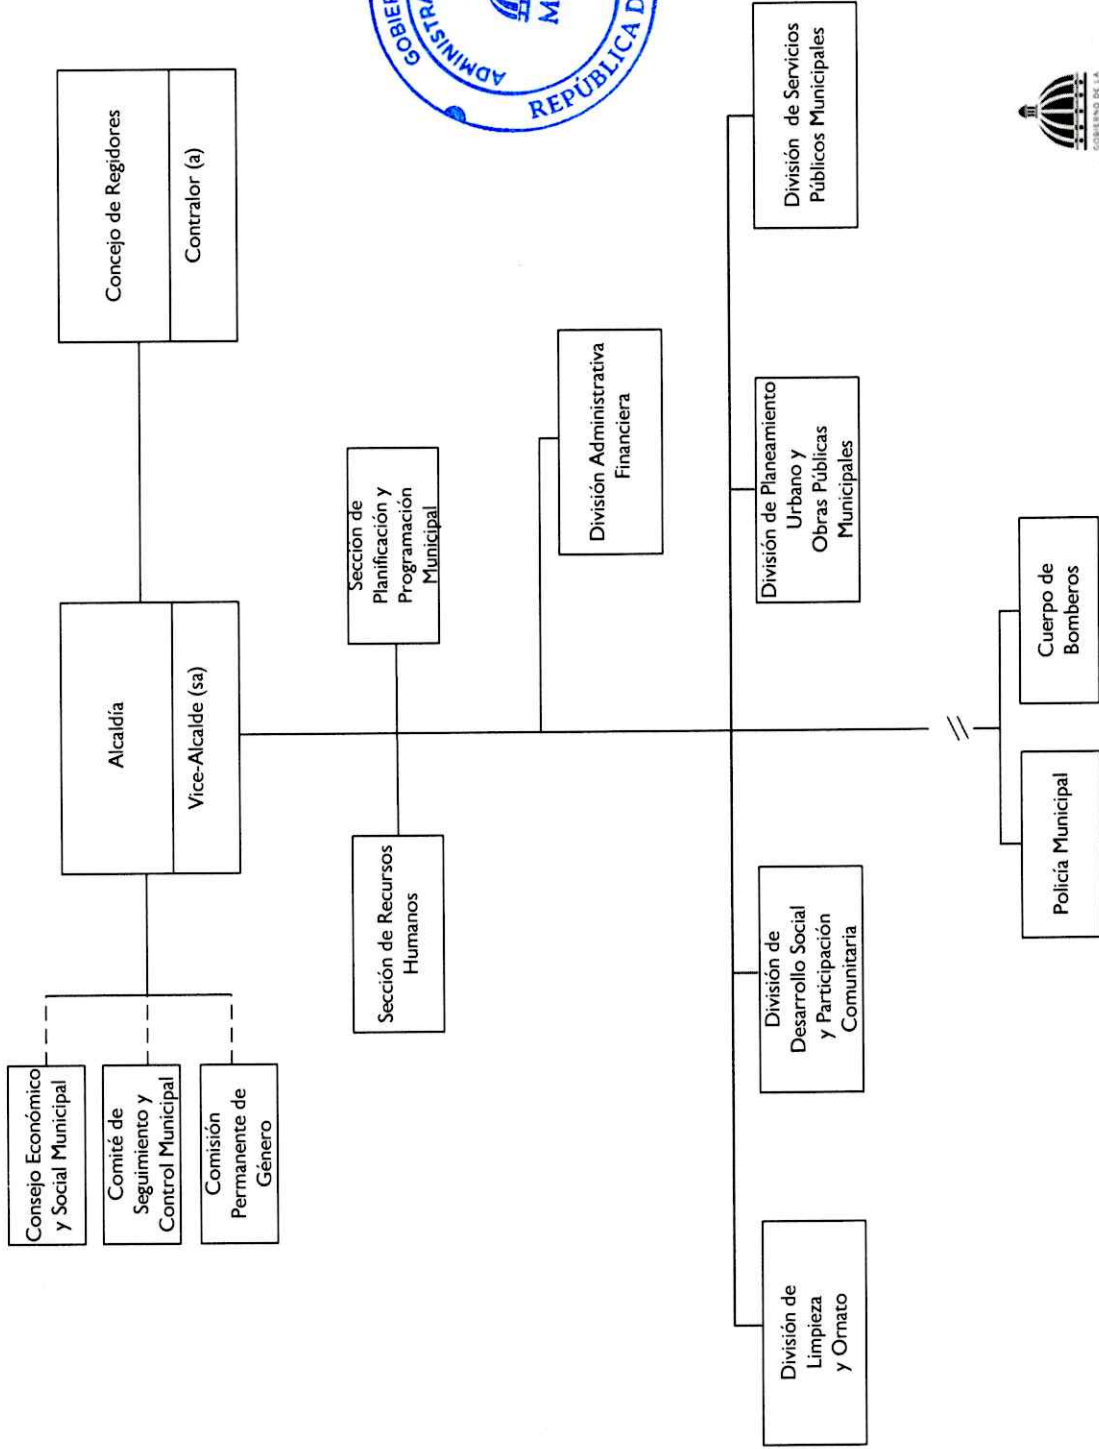 Concejo de Regidores
Contralor (a)
Alcaldía
Vice-Alcalde (sa)
Consejo Económico
y Social Municipal
Comité de
Seguimiento y
Control Municipal
Comisión
Permanente de
Género
Sección de
Planificación y
Programación
Municipal
Sección de Recursos
Humanos
División Administrativa
Financiera
División de
Limpieza
y Ornato
División de
Desarrollo Social
y Participación
Comunitaria
División de Planeamiento
Urbano y
Obras Públicas
Municipales
División de Servicios
Públicos Municipales
Policía Municipal
Cuerpo de
Bomberos
REPÚBLICA D
GOBIERNO DE LA